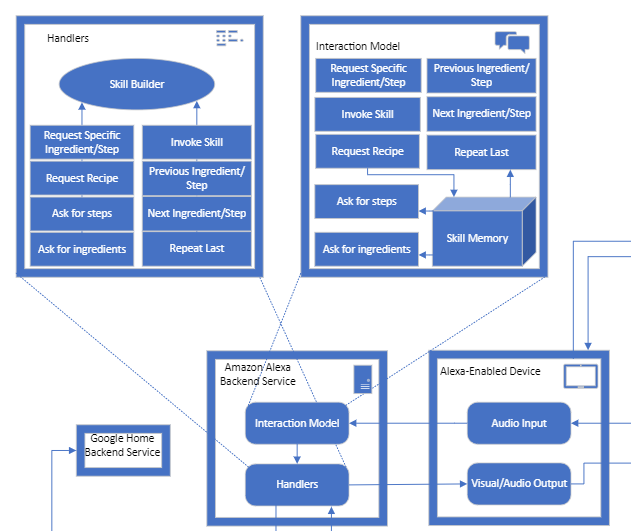 Handlers
Skill Builder
Request Specific
Ingredient/Step
Invoke Skill
Request Recipe
Previous Ingredient/
Step
Ask for steps
Next Ingredient/Step
Ask for ingredients
Repeat Last
Interaction Model
Request Specific
Ingredient/Step
Previous Ingredient/
Step
Invoke Skill
Next Ingredient/Step
Request Recipe
Repeat Last
Ask for steps
Ask for ingredients
Skill Memory
Amazon Alexa
Backend Service
Interaction Model
Handlers
Alexa-Enabled Device
Audio Input
Visual/Audio Output
Google Home
Backend Service